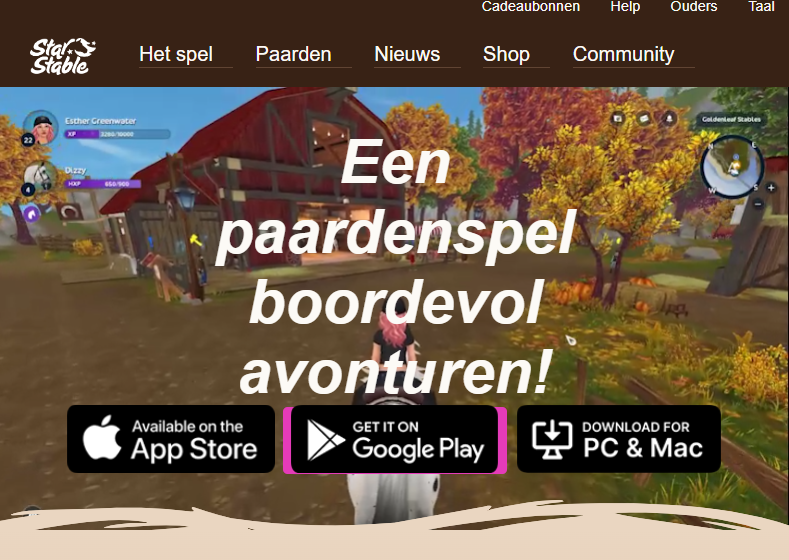 Cadeaubonnen Help Ouders Taal
Star Stable
Het spel Paarden Nieuws Shop Community
Esther Greenwater
22
XP 3260/10000
Goldenleaf Stables
Dizzy
4
HXP 650/900
N
E
W
S
Een
paardenspel
boordevol
avonturen!
Available on the
App Store
GET IT ON
Google Play
DOWNLOAD FOR
PC & Mac